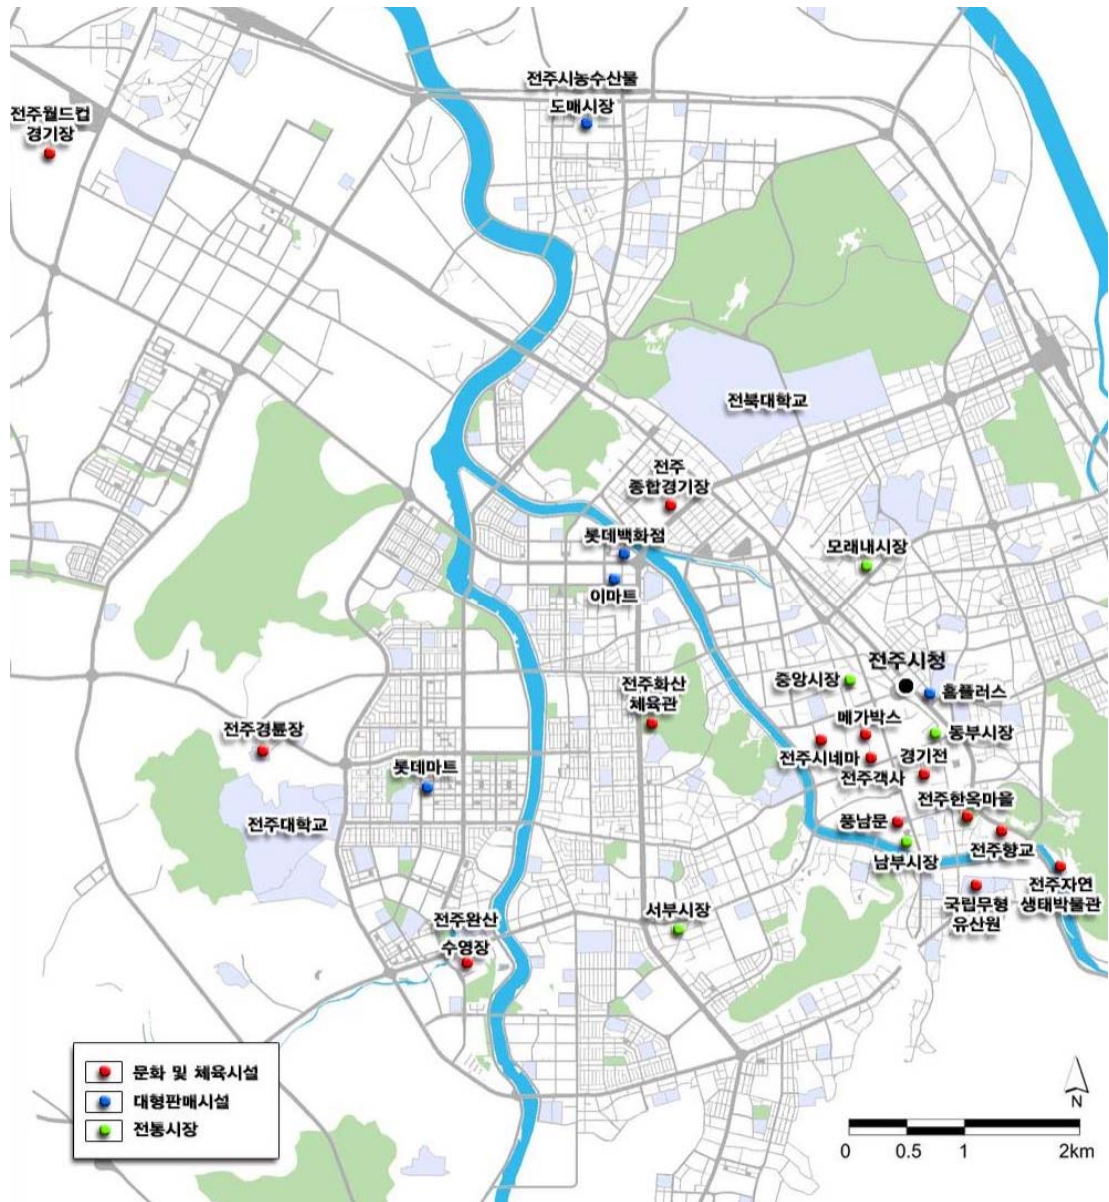 전주시농수산물
도매시장
전주월드컵
경기장
전북대학교
전주
종합경기장
롯데백화점
이마트
모래내시장
전주시청
중앙시장
홈플러스
전주화산
체육관
메가박스
동부시장
전주시네마
경기전
전주객사
전주경륜장
롯데마트
전주한옥마을
전주대학교
풍남문
전주향교
남부시장
전주자연
생태박물관
국립무형
유산원
서부시장
전주완산
수영장
문화 및 체육시설
대형판매시설
전통시장
N
0 0.5 1 2km